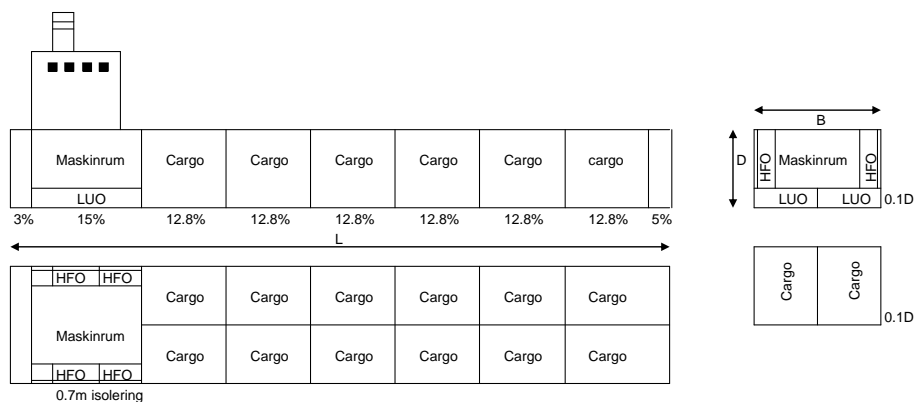 Maskinrum Cargo Cargo Cargo Cargo Cargo cargo
LUO
3% 15% 12.8% 12.8% 12.8% 12.8% 12.8% 12.8% 5%
L
HFO HFO Cargo Cargo Cargo Cargo Cargo Cargo
Maskinrum
Cargo Cargo Cargo Cargo Cargo Cargo
HFO HFO
0.7m isolering
B
D HFO Maskinrum HFO
LUO LUO 0.1D
Cargo Cargo
0.1D